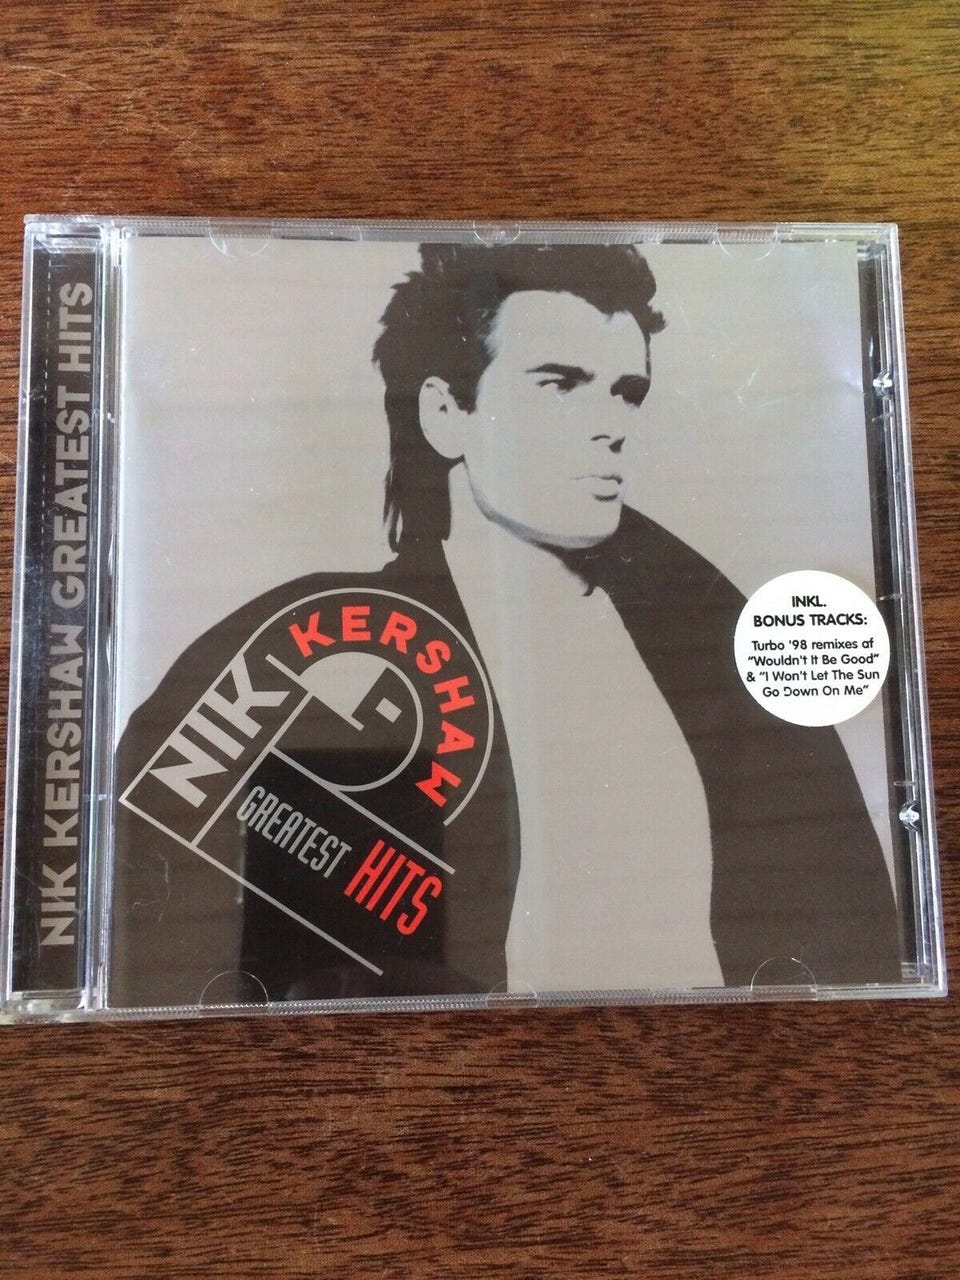 NIK KERSHAW GREATEST HITS
NIK
KERSHAW
GREATEST HITS
INKL.
BONUS TRACKS:
Turbo '98 remixes af
"Wouldn't It Be Good"
& "I Won't Let The Sun
Go Down On Me"